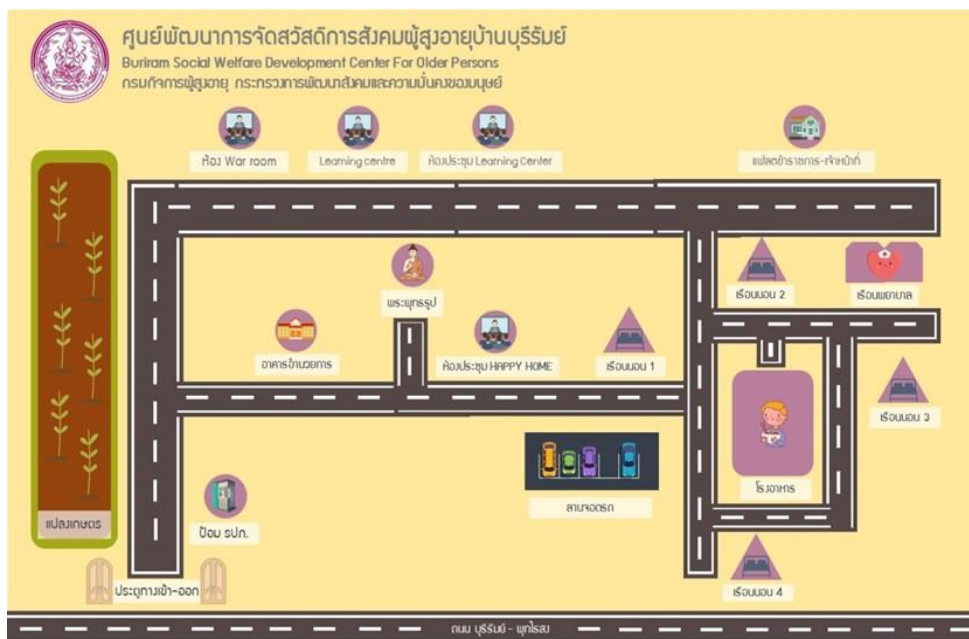 ศูนย์พัฒนาการจัดสวัสดิการสังคมผู้สูงอายุบ้านบุรีรัมย์
Buriram Social Welfare Development Center For Older Persons
กรมกิจการผู้สูงอายุ กระทรวงการพัฒนาสังคมและความมั่นคงของมนุษย์
ห้อง War room
Learning centre
ห้องประชุม Learning Center
แฟลตข้าราชการ-เจ้าหน้าที่
เรือนนอน 2
เรือนพยาบาล
พระพุทธรูป
อาคารอำนวยการ
ห้องประชุม HAPPY HOME
เรือนนอน 1
เรือนนอน 3
โรงอาหาร
ลานจอดรถ
แปลงเกษตร
ป้อม รปภ.
ประตูทางเข้า-ออก
เรือนนอน 4
ถนน บุรีรัมย์ - พุทไธสง